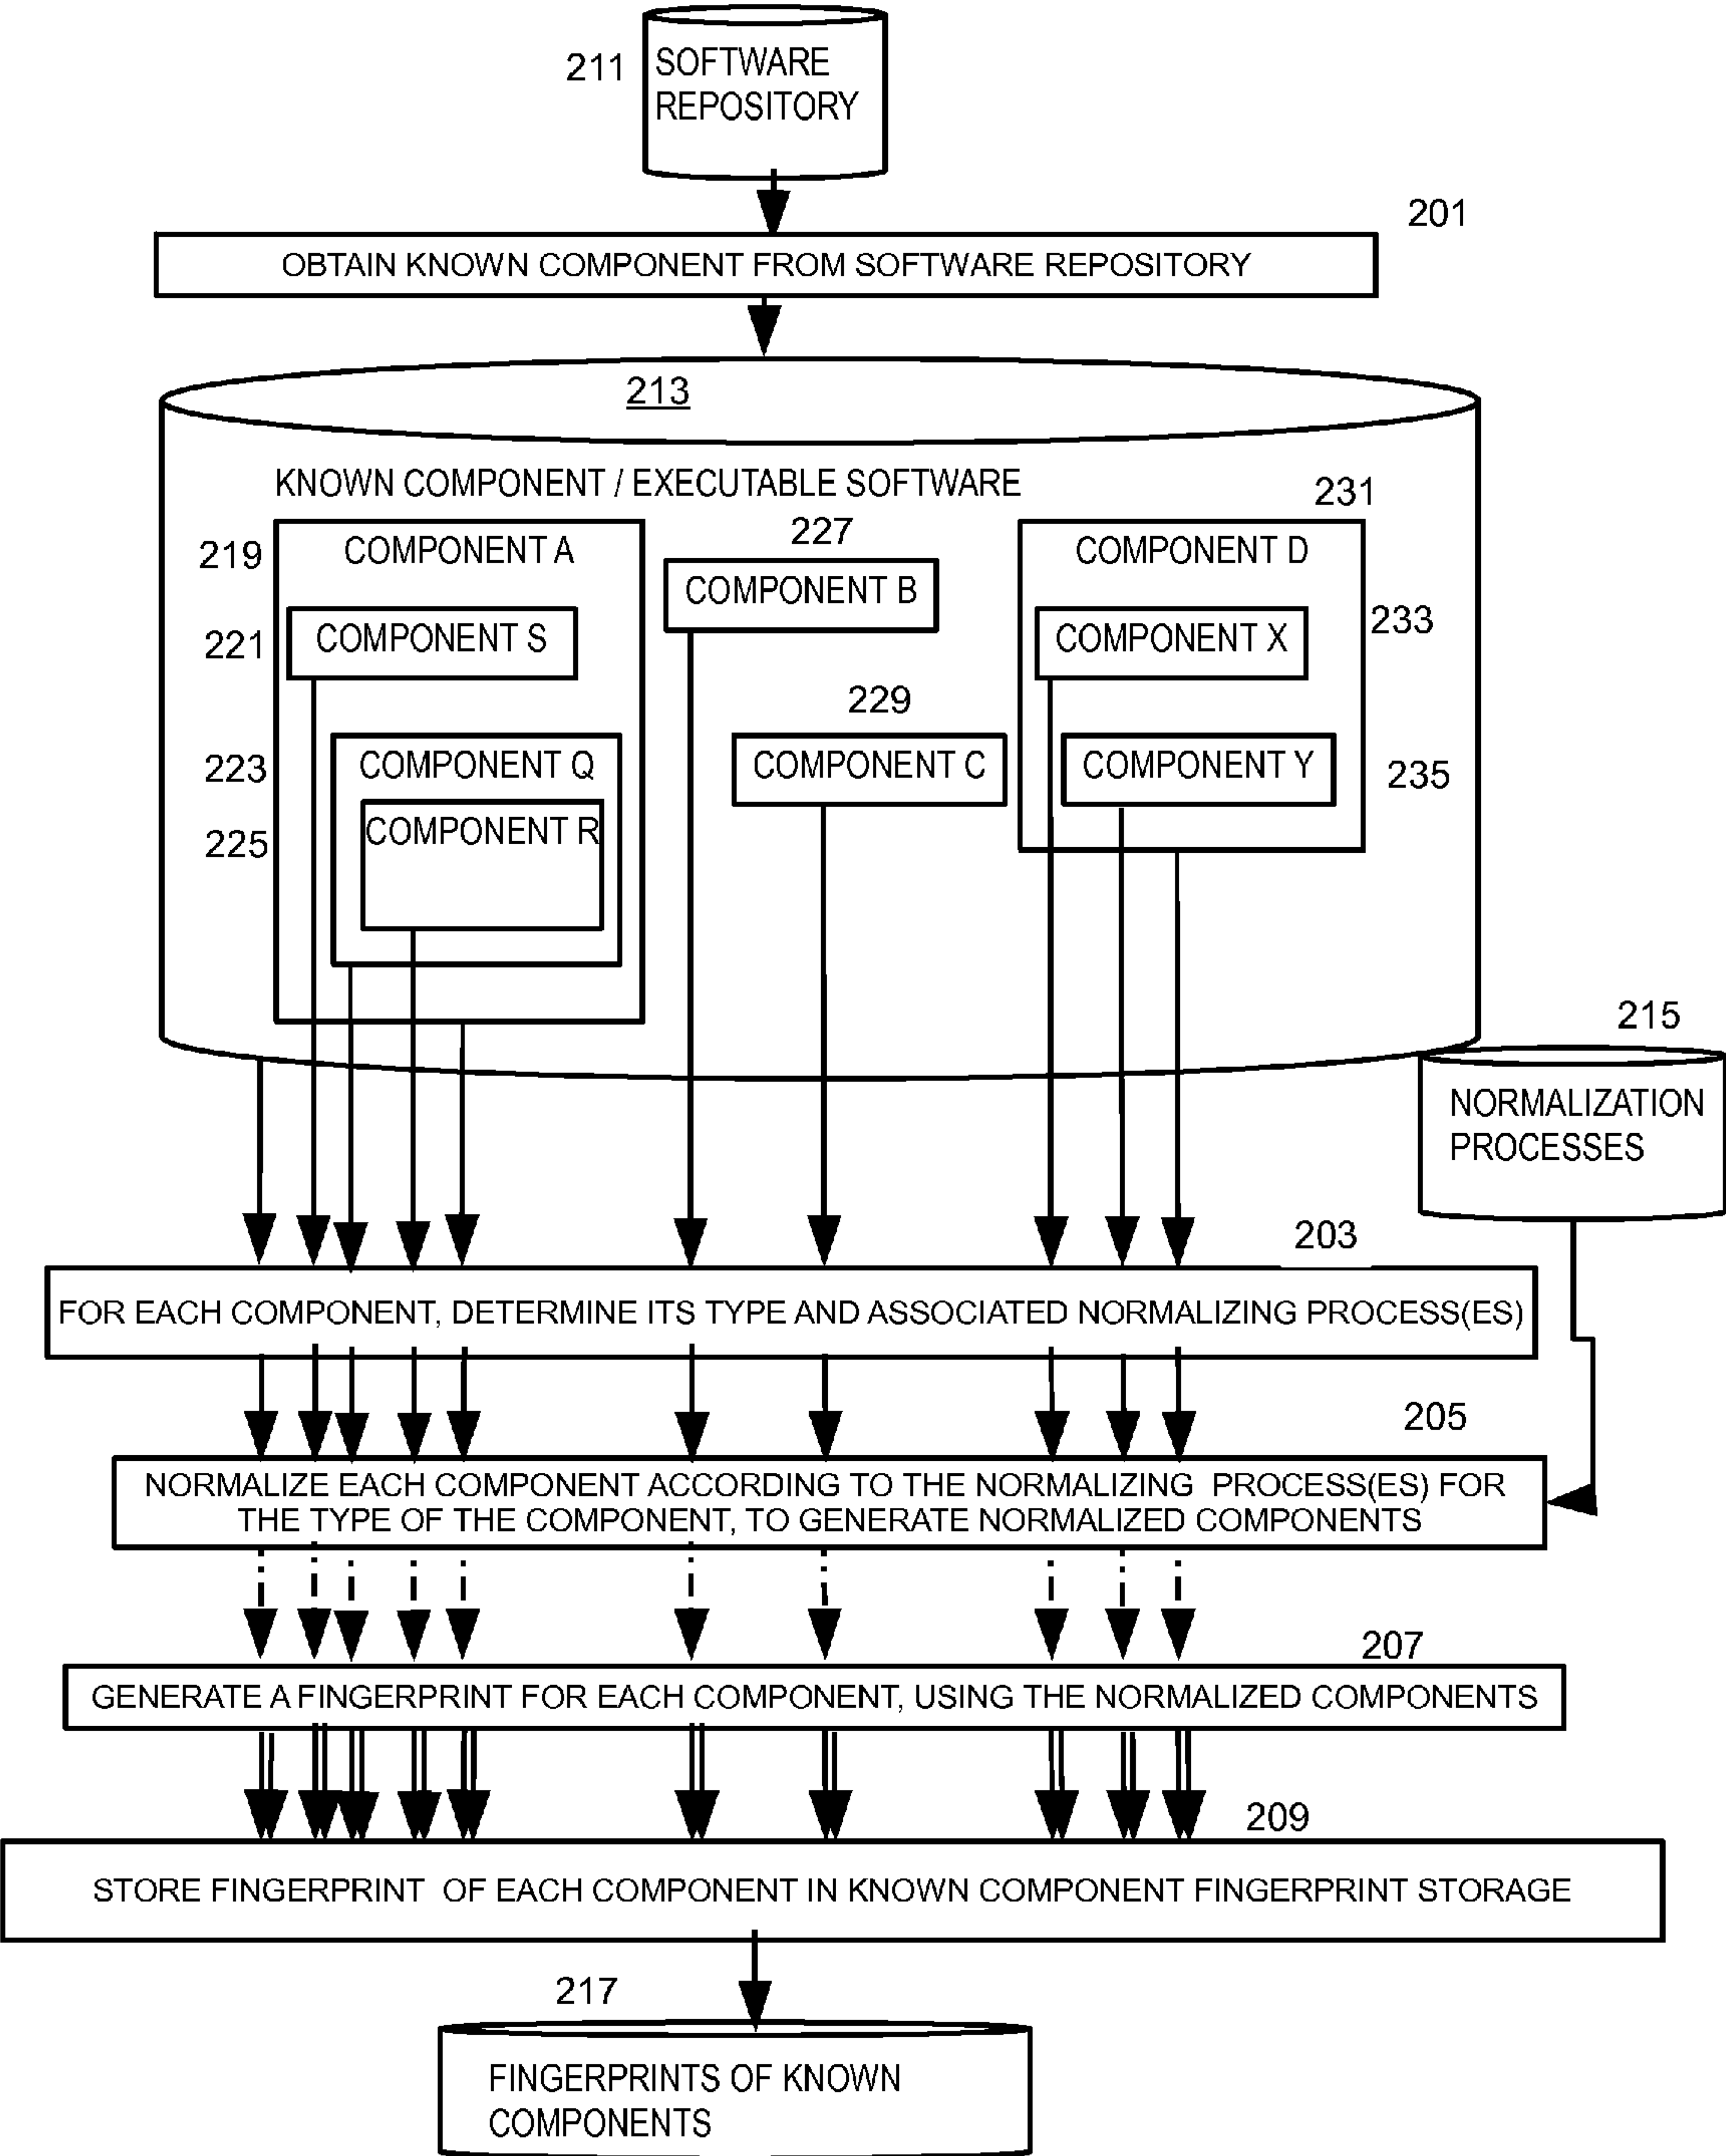 211
SOFTWARE
REPOSITORY
201
OBTAIN KNOWN COMPONENT FROM SOFTWARE REPOSITORY
213
KNOWN COMPONENT / EXECUTABLE SOFTWARE
219
COMPONENT A
221
COMPONENT S
223
COMPONENT Q
225
COMPONENT R
227
COMPONENT B
229
COMPONENT C
231
COMPONENT D
COMPONENT X
233
COMPONENT Y
235
215
NORMALIZATION
PROCESSES
203
FOR EACH COMPONENT, DETERMINE ITS TYPE AND ASSOCIATED NORMALIZING PROCESS(ES)
205
NORMALIZE EACH COMPONENT ACCORDING TO THE NORMALIZING PROCESS(ES) FOR
THE TYPE OF THE COMPONENT, TO GENERATE NORMALIZED COMPONENTS
207
GENERATE A FINGERPRINT FOR EACH COMPONENT, USING THE NORMALIZED COMPONENTS
209
STORE FINGERPRINT OF EACH COMPONENT IN KNOWN COMPONENT FINGERPRINT STORAGE
217
FINGERPRINTS OF KNOWN
COMPONENTS